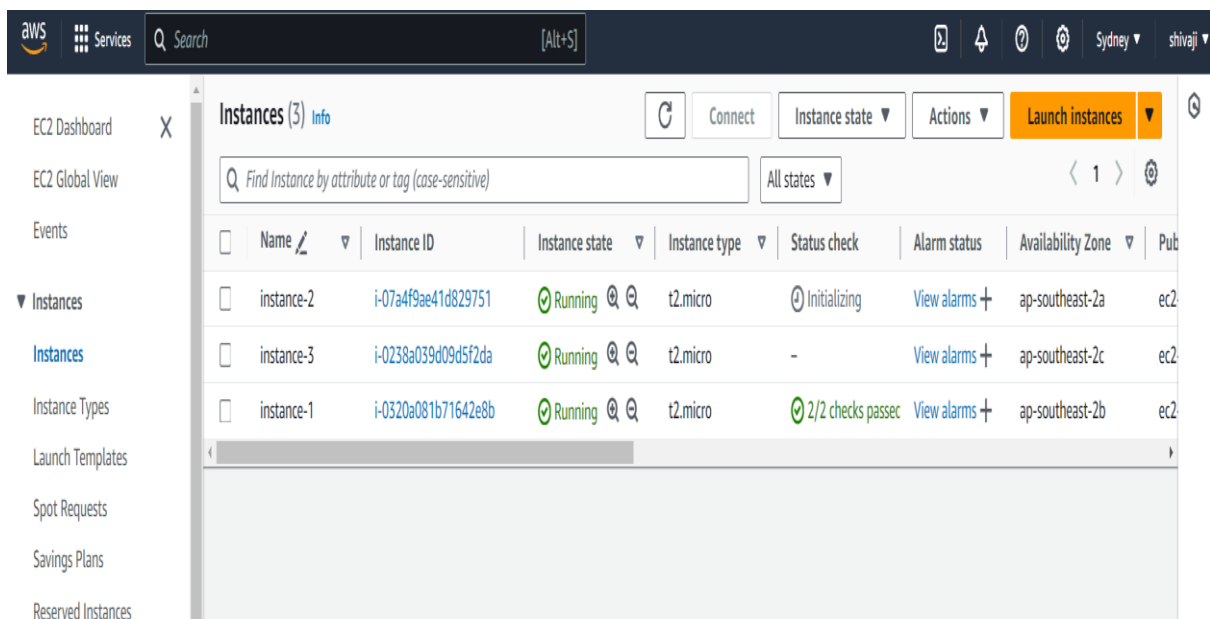 aws Services Search [Alt+S] Sydney shivaji
EC2 Dashboard
EC2 Global View
Events
Instances
Instances
Instance Types
Launch Templates
Spot Requests
Savings Plans
Reserved Instances
Instances (3) Info Connect Instance state Actions Launch instances
Find Instance by attribute or tag (case-sensitive) All states 1
Name Instance ID Instance state Instance type Status check Alarm status Availability Zone Pub
instance-2 i-07a4f9ae41d829751 Running t2.micro Initializing View alarms + ap-southeast-2a ec2-
instance-3 i-0238a039d09d5f2da Running t2.micro - View alarms + ap-southeast-2c ec2-
instance-1 i-0320a081b71642e8b Running t2.micro 2/2 checks passec View alarms + ap-southeast-2b ec2-